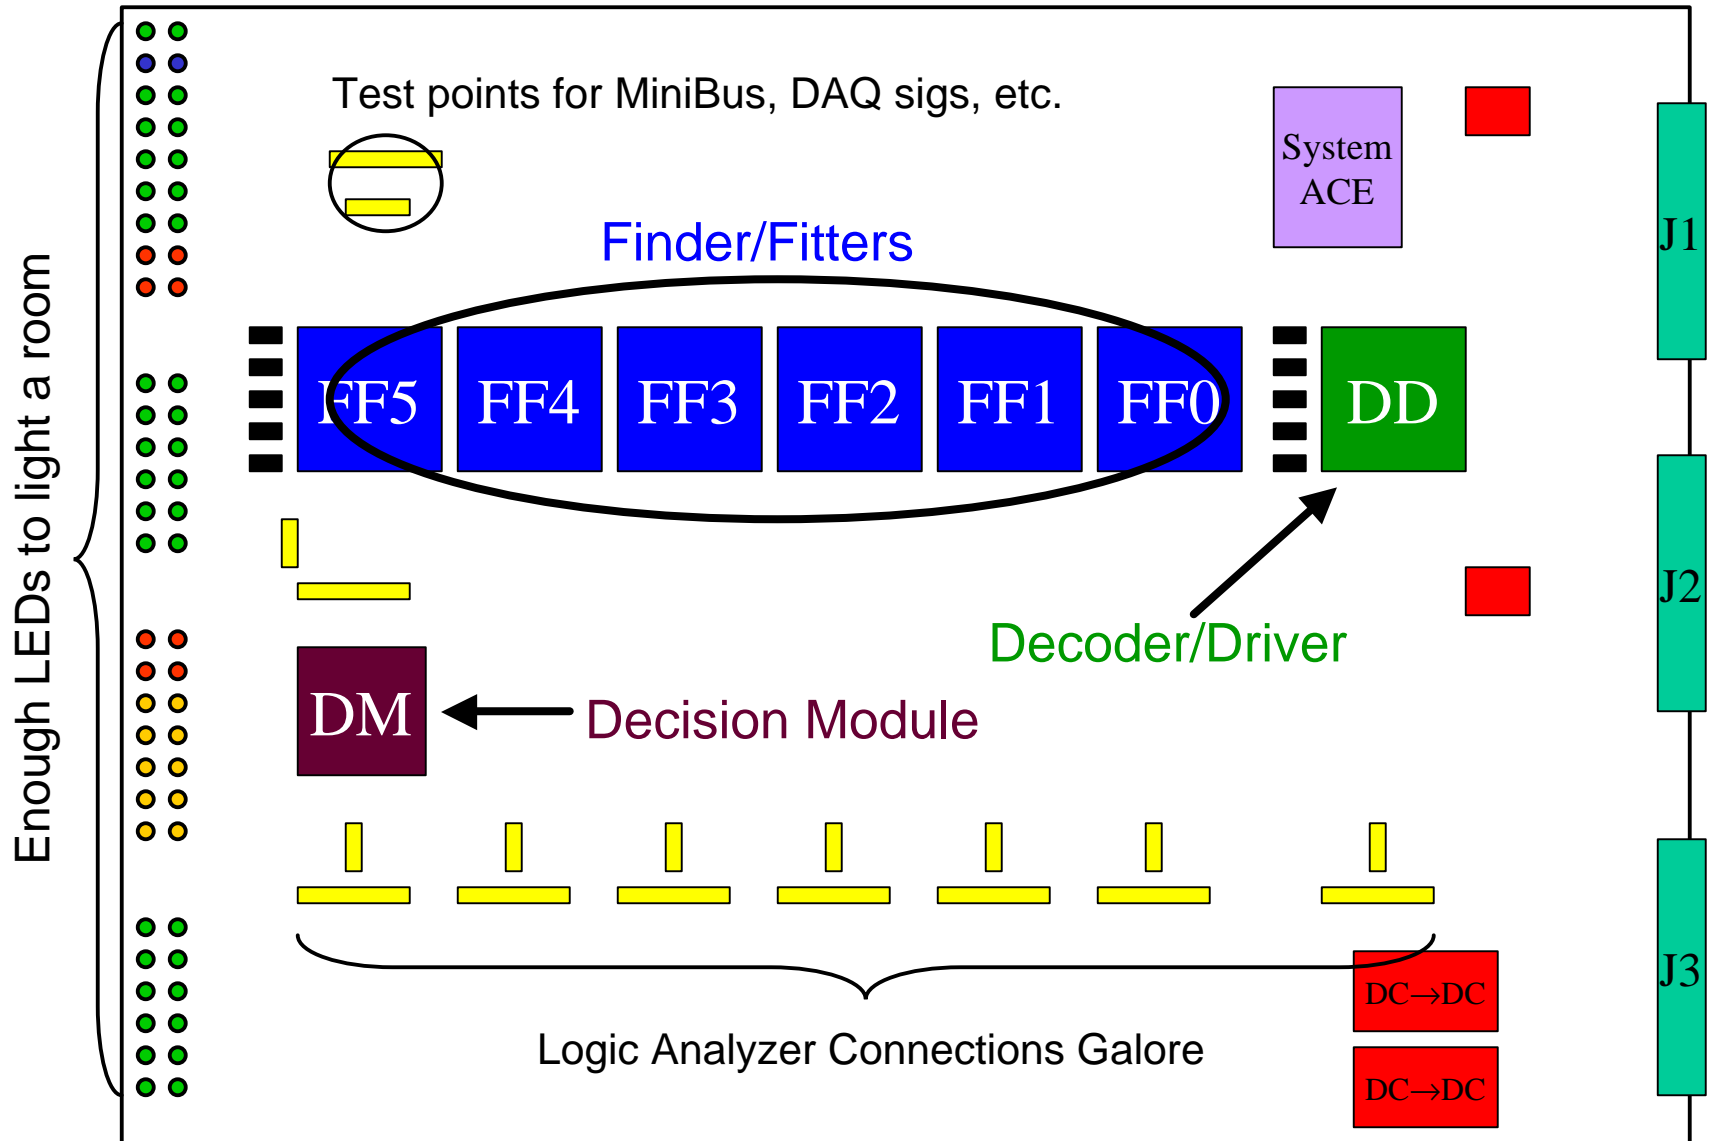 Test points for MiniBus, DAQ sigs, etc.
System
ACE
J1
Finder/Fitters
Enough LEDs to light a room
FF5 FF4 FF3 FF2 FF1 FF0 DD
J2
Decoder/Driver
DM
Decision Module
J3
DC→DC
Logic Analyzer Connections Galore
DC→DC